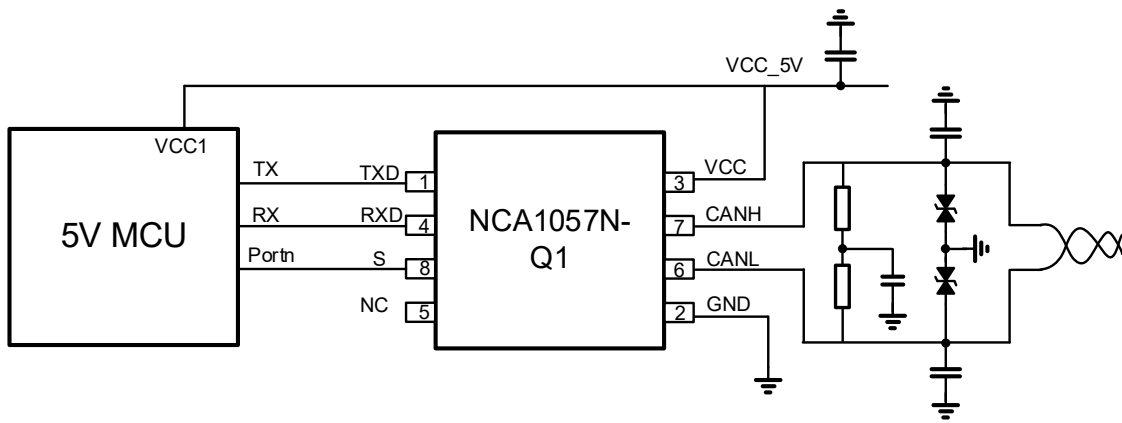 VCC_5V
VCC1
5V MCU
TX
RX
Portn
TXD
RXD
S
NC
1
4
8
5
NCA1057N-
Q1
3
7
6
2
VCC
CANH
CANL
GND